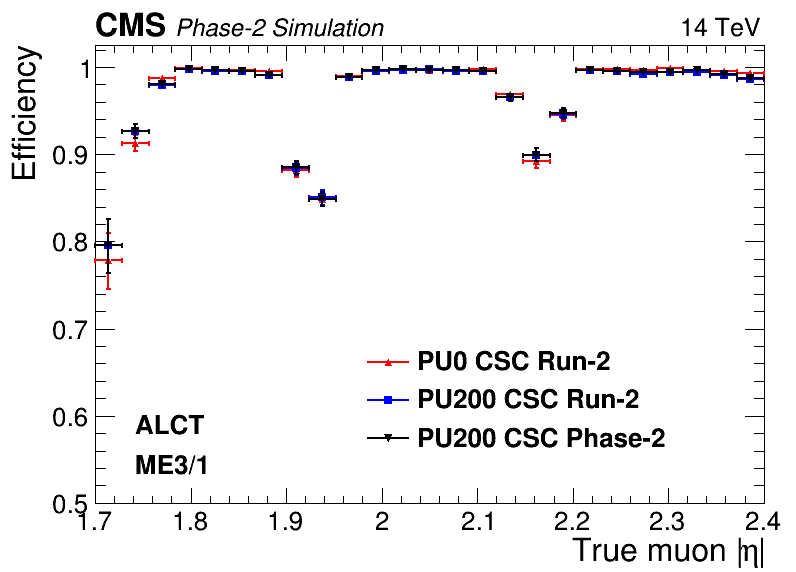 CMS Phase-2 Simulation 14 TeV
Efficiency
1
0.9
0.8
0.7
0.6
0.5
PU0 CSC Run-2
PU200 CSC Run-2
PU200 CSC Phase-2
ALCT
ME3/1
1.7 1.8 1.9 2 2.1 2.2 2.3 2.4
True muon |η|